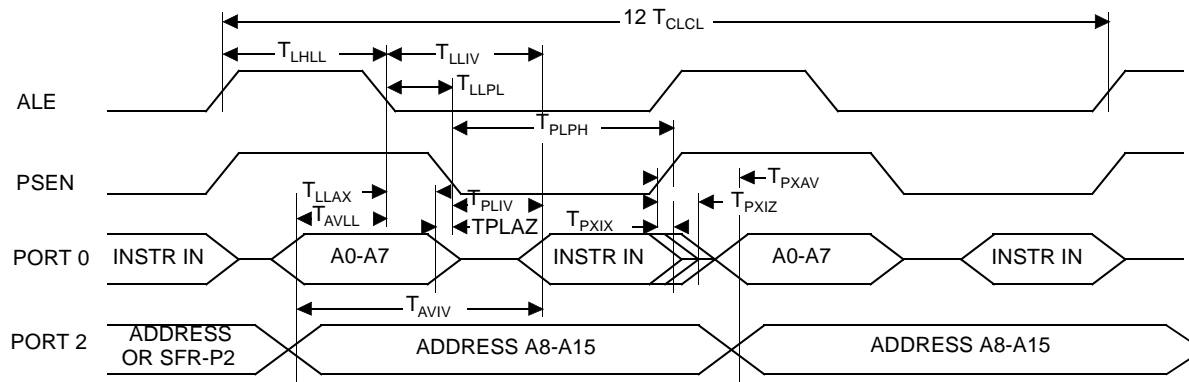 12 TCLCL
TLHLL
TLLIV
TLLPL
ALE
TPLPH
PSEN
TLLAX
TPXAV
TAVLL
TPLIV
TPXIZ
TPLAZ
TPXIX
PORT 0
INSTR IN
A0-A7
INSTR IN
A0-A7
INSTR IN
TAVIV
PORT 2
ADDRESS
OR SFR-P2
ADDRESS A8-A15
ADDRESS A8-A15